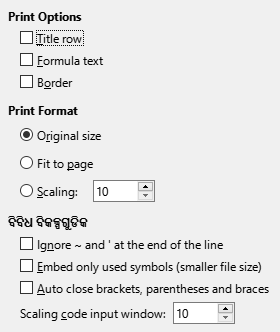 Print Options
Title row
Formula text
Border
Print Format
Original size
Fit to page
Scaling: 10
ବିବିଧ ବିକଳ୍ପଗୁଡିକ
Ignore ~ and ' at the end of the line
Embed only used symbols (smaller file size)
Auto close brackets, parentheses and braces
Scaling code input window: 10